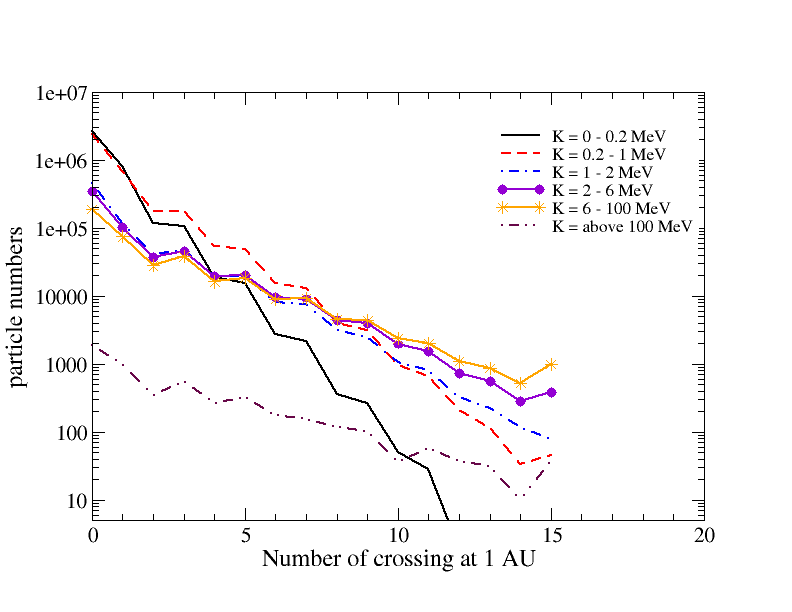 1e+07
1e+06
1e+05
10000
1000
100
10
particle numbers
K = 0 - 0.2 MeV
K = 0.2 - 1 MeV
K = 1 - 2 MeV
K = 2 - 6 MeV
K = 6 - 100 MeV
K = above 100 MeV
0 5 10 15 20
Number of crossing at 1 AU